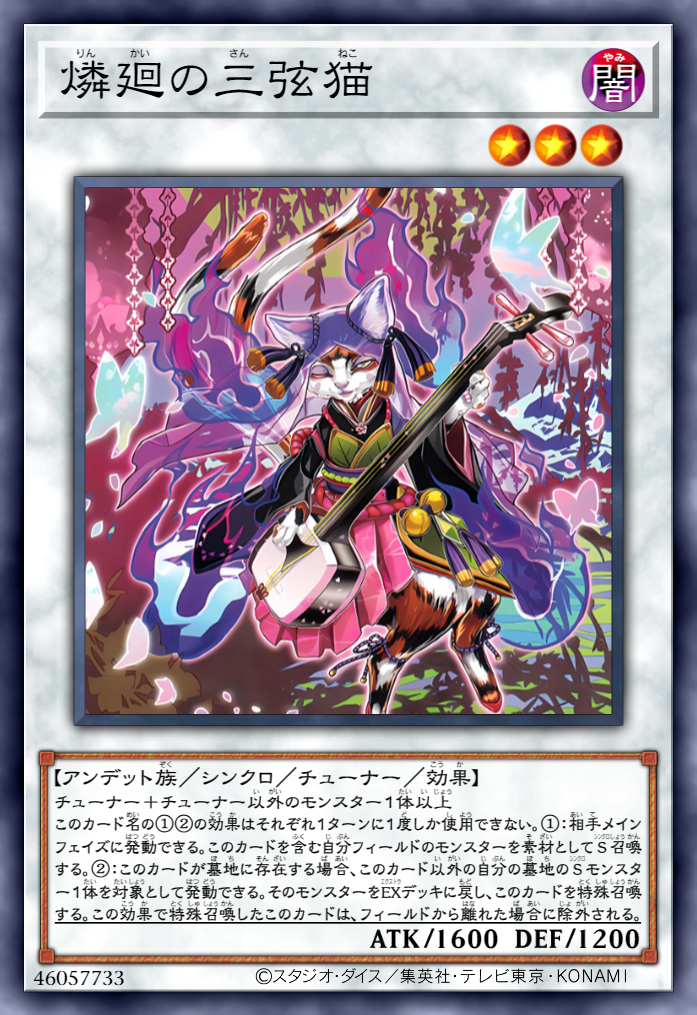 燐廻の三弦猫
闇
【アンデット族/シンクロ/チューナー/効果】
チューナー+チューナー以外のモンスター1体以上
このカード名の①②の効果はそれぞれ1ターンに1度しか使用できない。①:相手メイン
フェイズに発動できる。このカードを含む自分フィールドのモンスターを素材としてS召喚
する。②:このカードが墓地に存在する場合、このカード以外の自分の墓地のSモンスタ
ー1体を対象として発動できる。そのモンスターをEXデッキに戻し、このカードを特殊召喚
する。この効果で特殊召喚したこのカードは、フィールドから離れた場合に除外される。
ATK/1600 DEF/1200
46057733 ©スタジオ・ダイス/集英社・テレビ東京・KONAMI